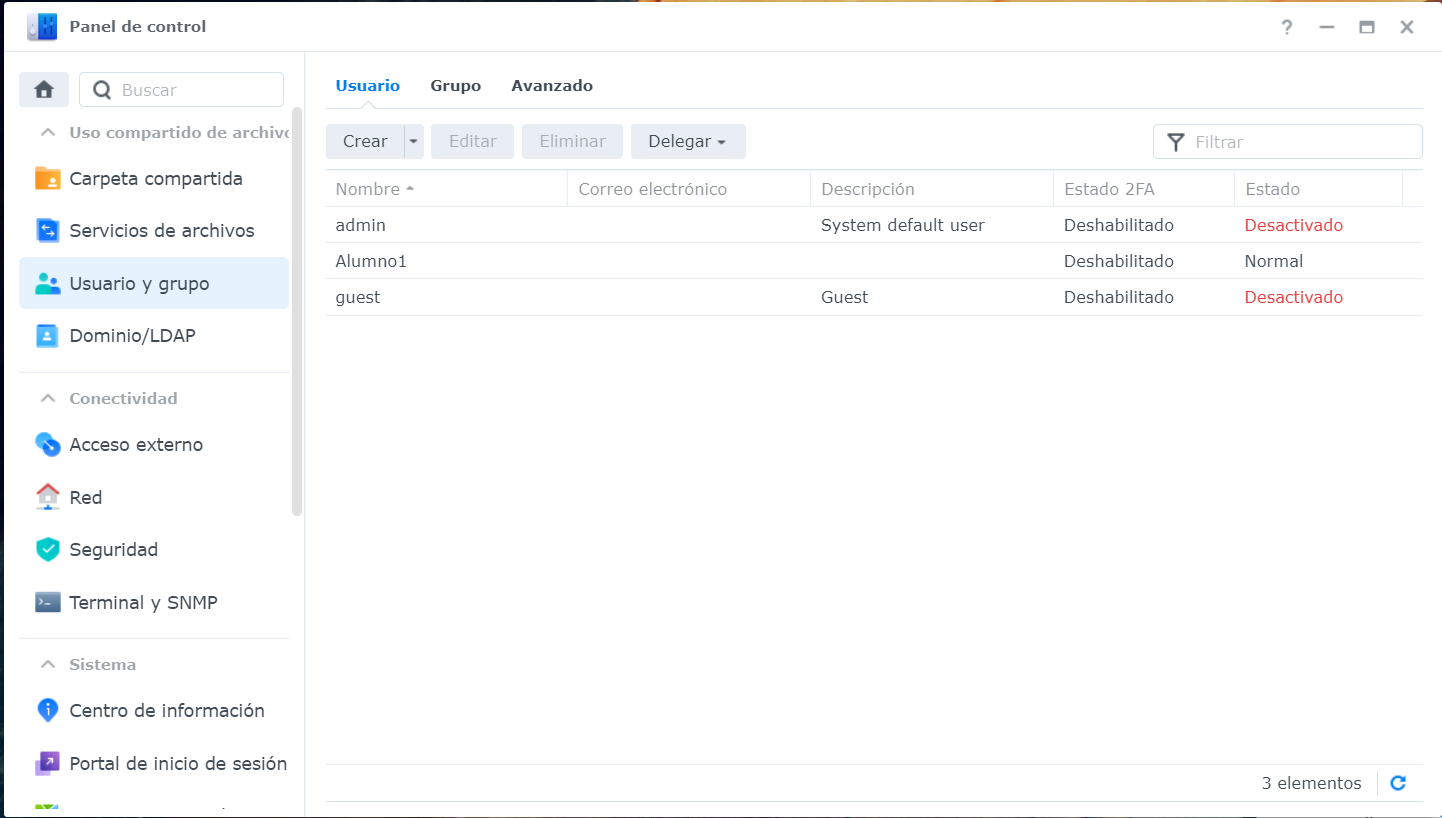 Panel de control
?
Buscar
Uso compartido de archivo
Carpeta compartida
Servicios de archivos
Usuario y grupo
Dominio/LDAP
Conectividad
Acceso externo
Red
Seguridad
Terminal y SNMP
Sistema
Centro de información
Portal de inicio de sesión
Usuario Grupo Avanzado
Crear Editar Eliminar Delegar Filtrar
Nombre Correo electrónico Descripción Estado 2FA Estado
admin System default user Deshabilitado Desactivado
Alumno1 Deshabilitado Normal
guest Guest Deshabilitado Desactivado
3 elementos